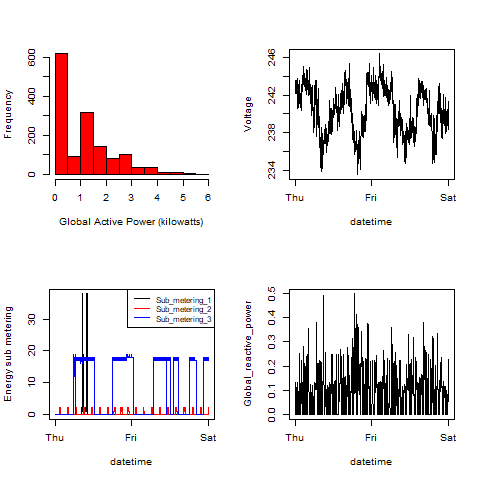 Frequency
0 200 400 600
0 1 2 3 4 5 6
Global Active Power (kilowatts)
Voltage
234 238 242 246
Thu Fri Sat
datetime
Energy sub metering
0 10 20 30
Sub_metering_1
Sub_metering_2
Sub_metering_3
Thu Fri Sat
datetime
Global_reactive_power
0.0 0.1 0.2 0.3 0.4 0.5
Thu Fri Sat
datetime